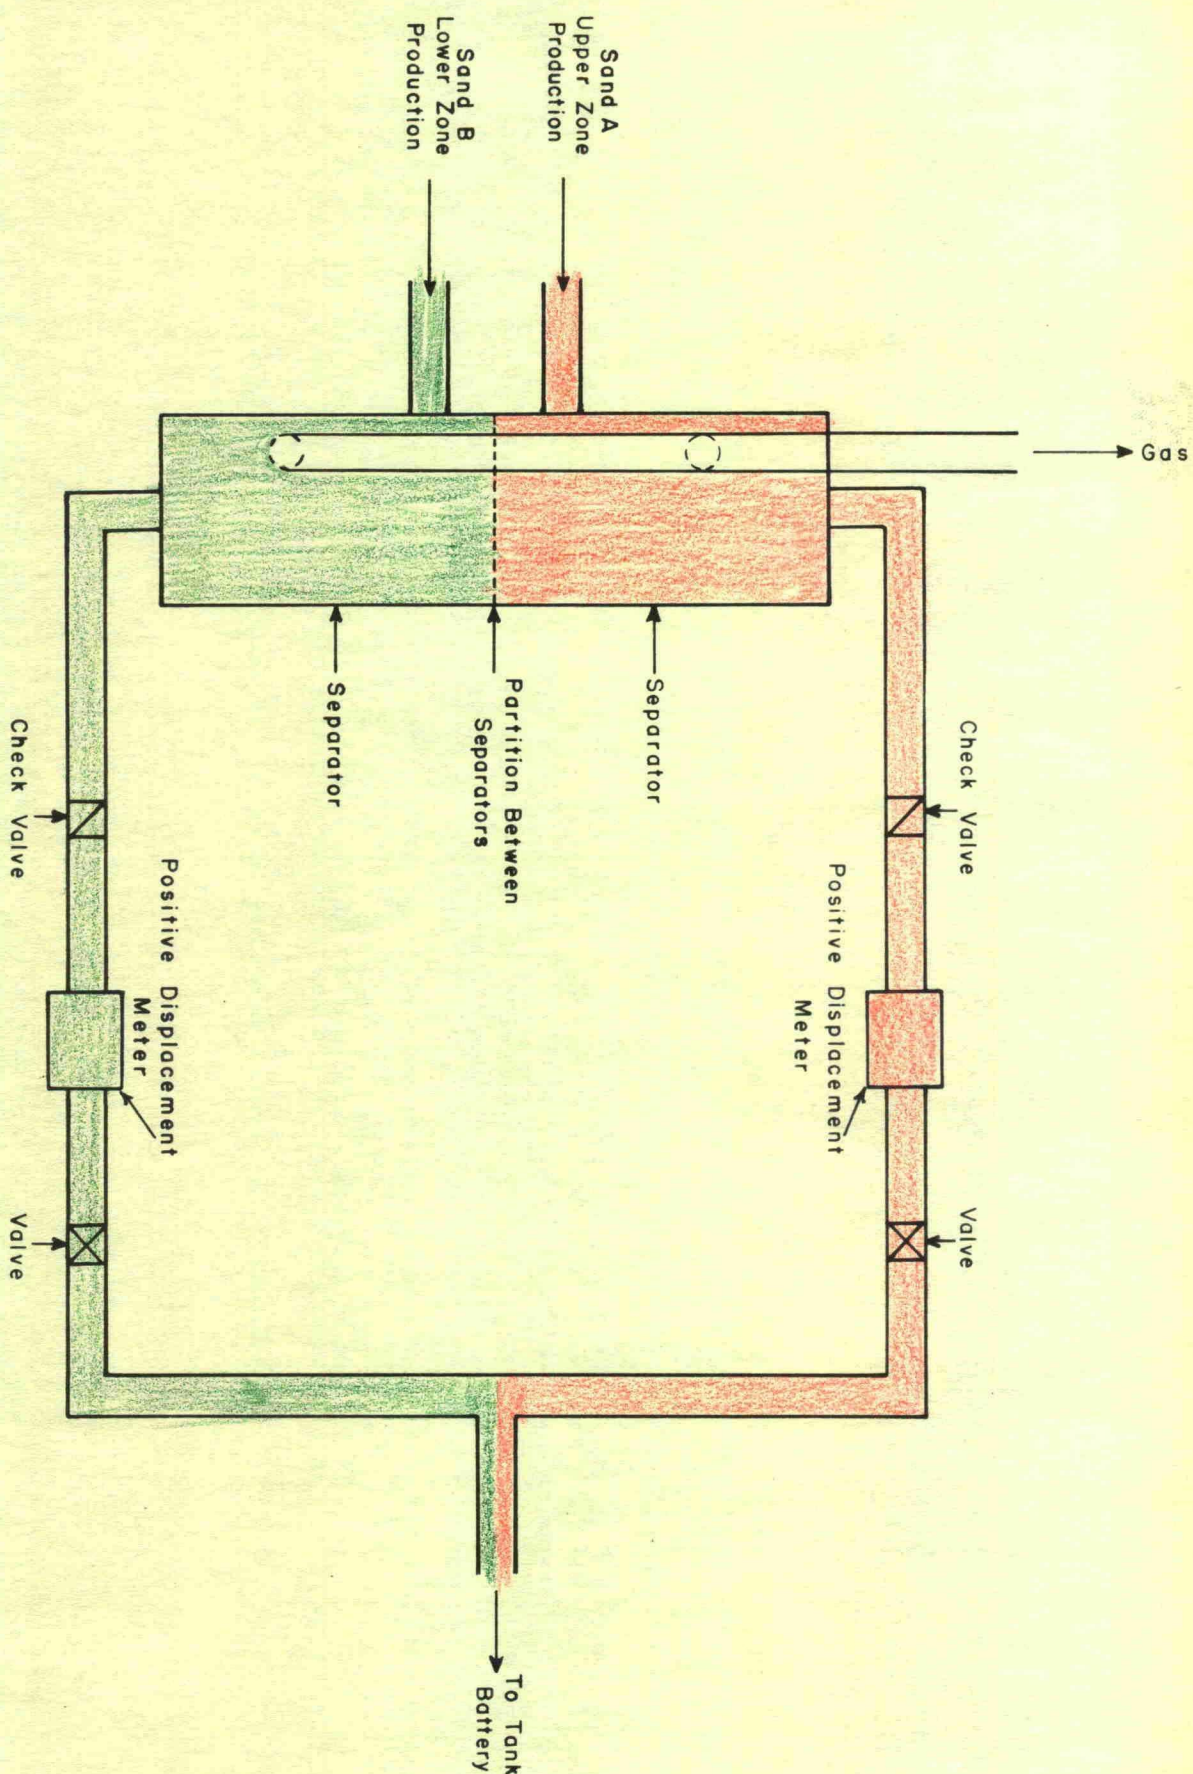 Sand A
Upper Zone
Production
Sand B
Lower Zone
Production
Gas
Check Valve
Positive Displacement
Meter
Valve
Separator
Partition Between
Separators
Separator
To Tank
Battery
Positive Displacement
Meter
Check Valve
Valve